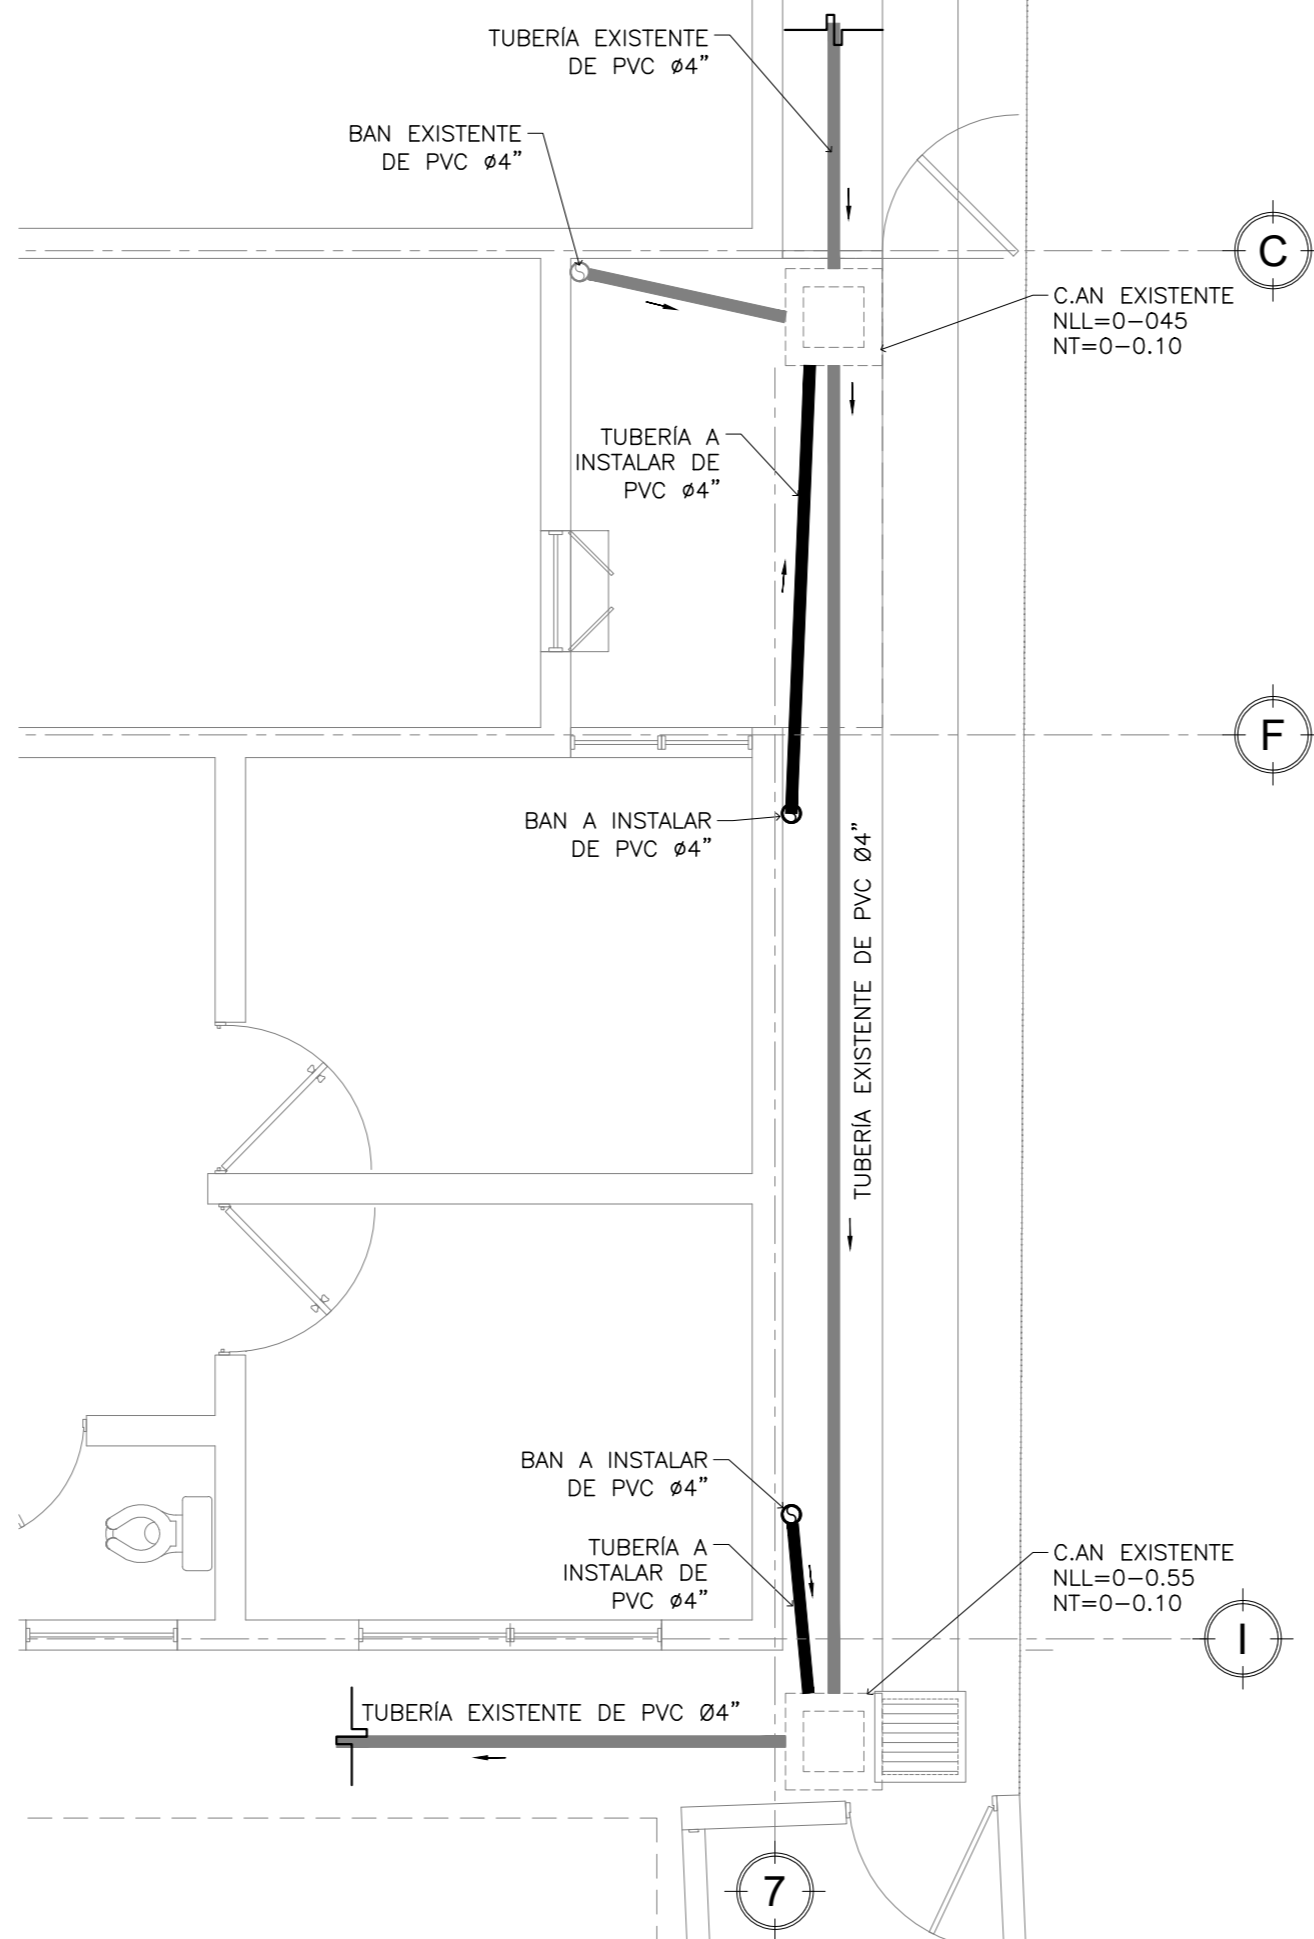 TUBERÍA EXISTENTE
DE PVC ø4”
BAN EXISTENTE
DE PVC ø4”
C
C.AN EXISTENTE
NLL=0-045
NT=0-0.10
TUBERÍA A
INSTALAR DE
PVC ø4”
F
BAN A INSTALAR
DE PVC ø4”
TUBERÍA EXISTENTE DE PVC Ø4”
BAN A INSTALAR
DE PVC ø4”
TUBERÍA A
INSTALAR DE
PVC ø4”
C.AN EXISTENTE
NLL=0-0.55
NT=0-0.10
I
TUBERÍA EXISTENTE DE PVC Ø4”
7